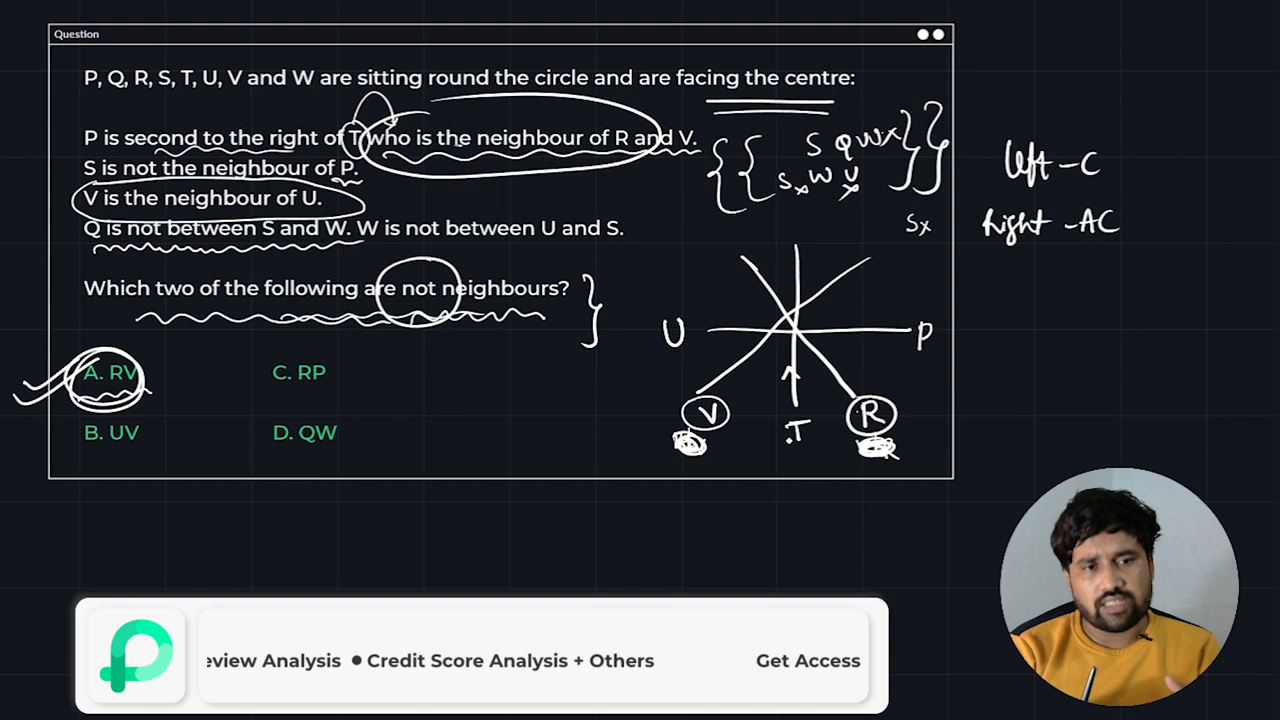 Question
P, Q, R, S, T, U, V and W are sitting round the circle and are facing the centre:
P is second to the right of T who is the neighbour of R and V.
S is not the neighbour of P.
V is the neighbour of U.
Q is not between S and W. W is not between U and S.
Which two of the following are not neighbours?
A. RV
C. RP
B. UV
D. QW
{{ S Q W x }}
S x W U x
S x
left - C
Right - AC
U
P
V
T
R
eview Analysis • Credit Score Analysis + Others
Get Access